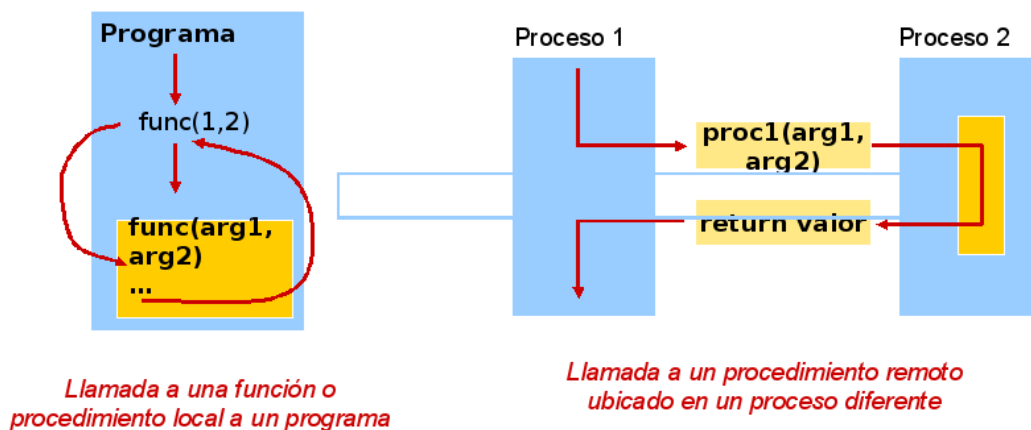 Programa
func(1,2)
func(arg1,
arg2)
...
Llamada a una función o
procedimiento local a un programa
Proceso 1
Proceso 2
proc1(arg1,
arg2)
return valor
Llamada a un procedimiento remoto
ubicado en un proceso diferente